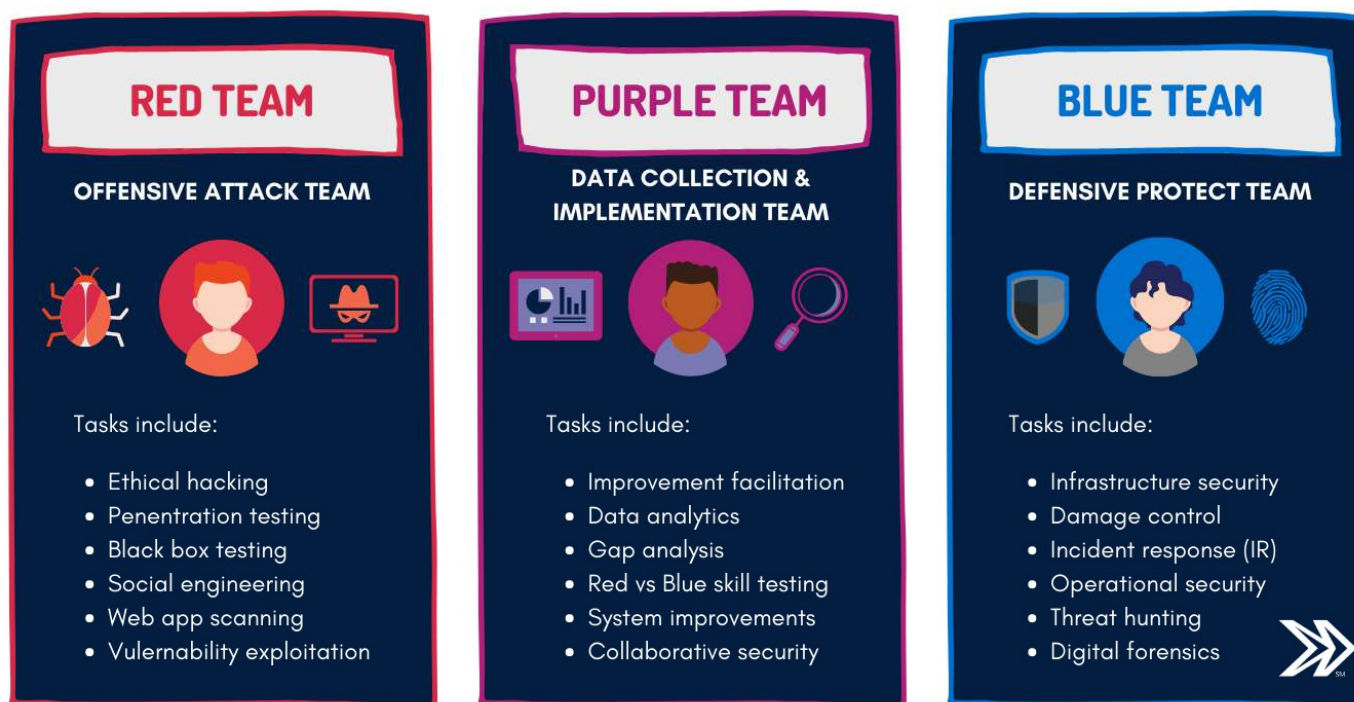 RED TEAM
OFFENSIVE ATTACK TEAM
Tasks include:
• Ethical hacking
• Penentration testing
• Black box testing
• Social engineering
• Web app scanning
• Vulernability exploitation
PURPLE TEAM
DATA COLLECTION &
IMPLEMENTATION TEAM
Tasks include:
• Improvement facilitation
• Data analytics
• Gap analysis
• Red vs Blue skill testing
• System improvements
• Collaborative security
BLUE TEAM
DEFENSIVE PROTECT TEAM
Tasks include:
• Infrastructure security
• Damage control
• Incident response (IR)
• Operational security
• Threat hunting
• Digital forensics
SM